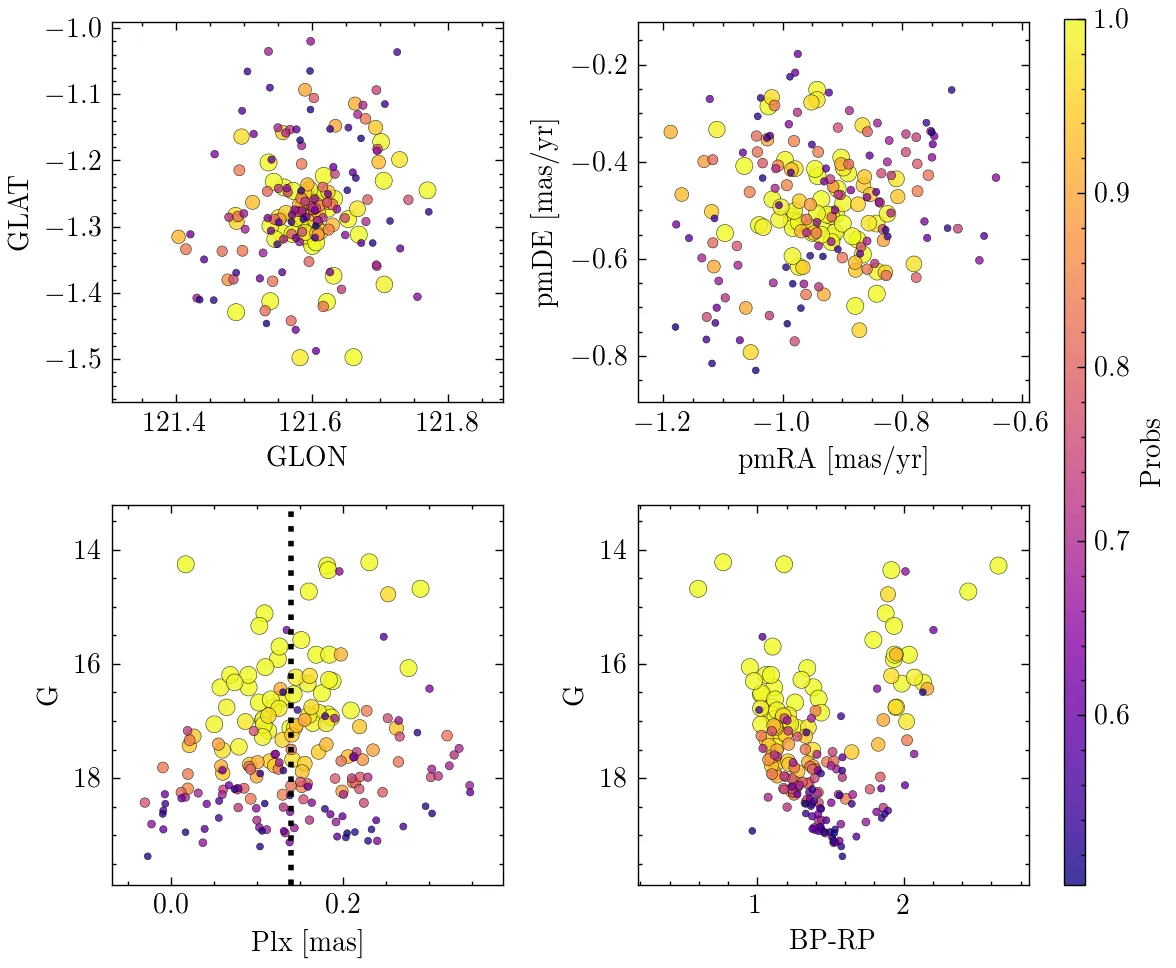 −1.0
−1.1
−1.2
−1.3
−1.4
−1.5
GLAT
121.4 121.6 121.8
GLON
−0.2
−0.4
−0.6
−0.8
pmDE [mas/yr]
−1.2 −1.0 −0.8 −0.6
pmRA [mas/yr]
14
16
18
G
0.0 0.2
Plx [mas]
14
16
18
G
1 2
BP-RP
1.0
0.9
0.8
0.7
0.6
Probs